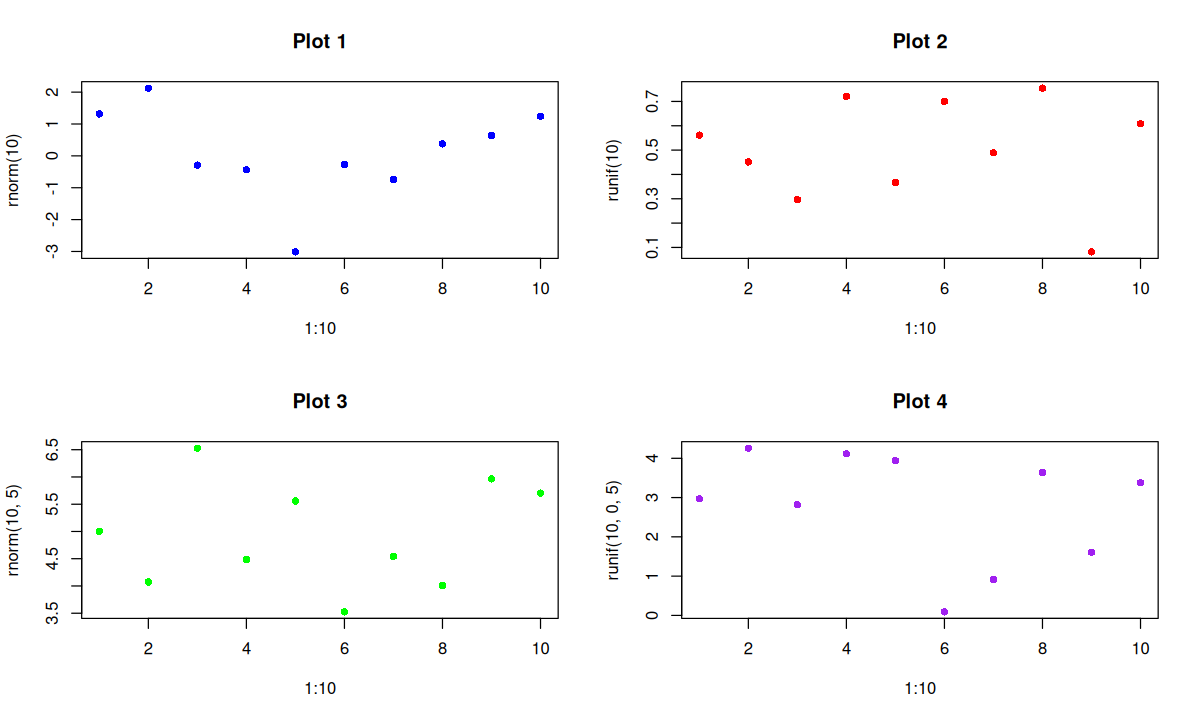 Plot 1
rnorm(10)
2
1
0
-1
-2
-3
2 4 6 8 10
1:10
Plot 2
runif(10)
0.7
0.5
0.3
0.1
2 4 6 8 10
1:10
Plot 3
rnorm(10, 5)
6.5
5.5
4.5
3.5
2 4 6 8 10
1:10
Plot 4
runif(10, 0, 5)
4
3
2
1
0
2 4 6 8 10
1:10